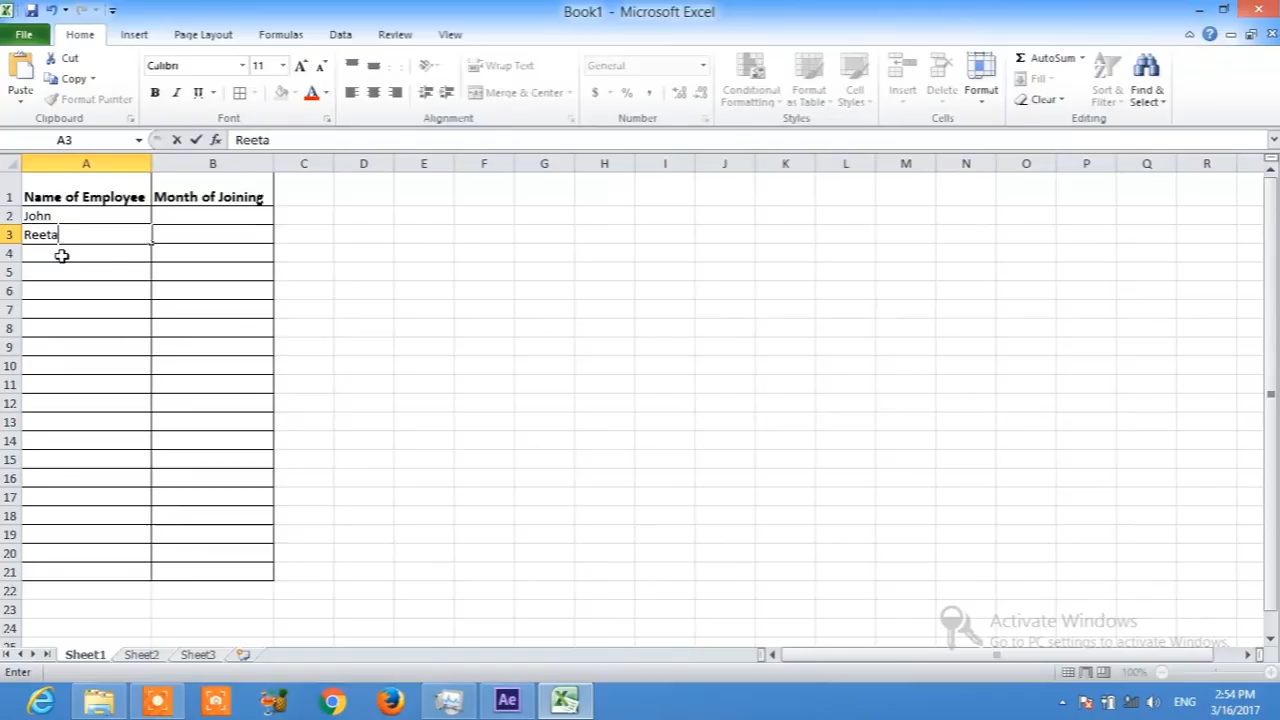 Book1 - Microsoft Excel
File Home Insert Page Layout Formulas Data Review View
Paste
Cut
Copy
Format Painter
Clipboard
Calibri 11
B I U A
Font
Wrap Text
Merge & Center
Alignment
General
$ % ,
Number
Conditional Formatting
Format as Table
Cell Styles
Styles
Insert Delete Format
Cells
Σ AutoSum
Fill
Clear
Sort & Filter
Find & Select
Editing
A3 fx Reeta
A B C D E F G H I J K L M N O P Q R
1 Name of Employee Month of Joining
2 John
3 Reeta
4
5
6
7
8
9
10
11
12
13
14
15
16
17
18
19
20
21
22
23
24
25
Activate Windows
Go to PC settings to activate Windows.
Sheet1 Sheet2 Sheet3
Enter 100%
Ae ENG 2:54 PM
3/16/2017